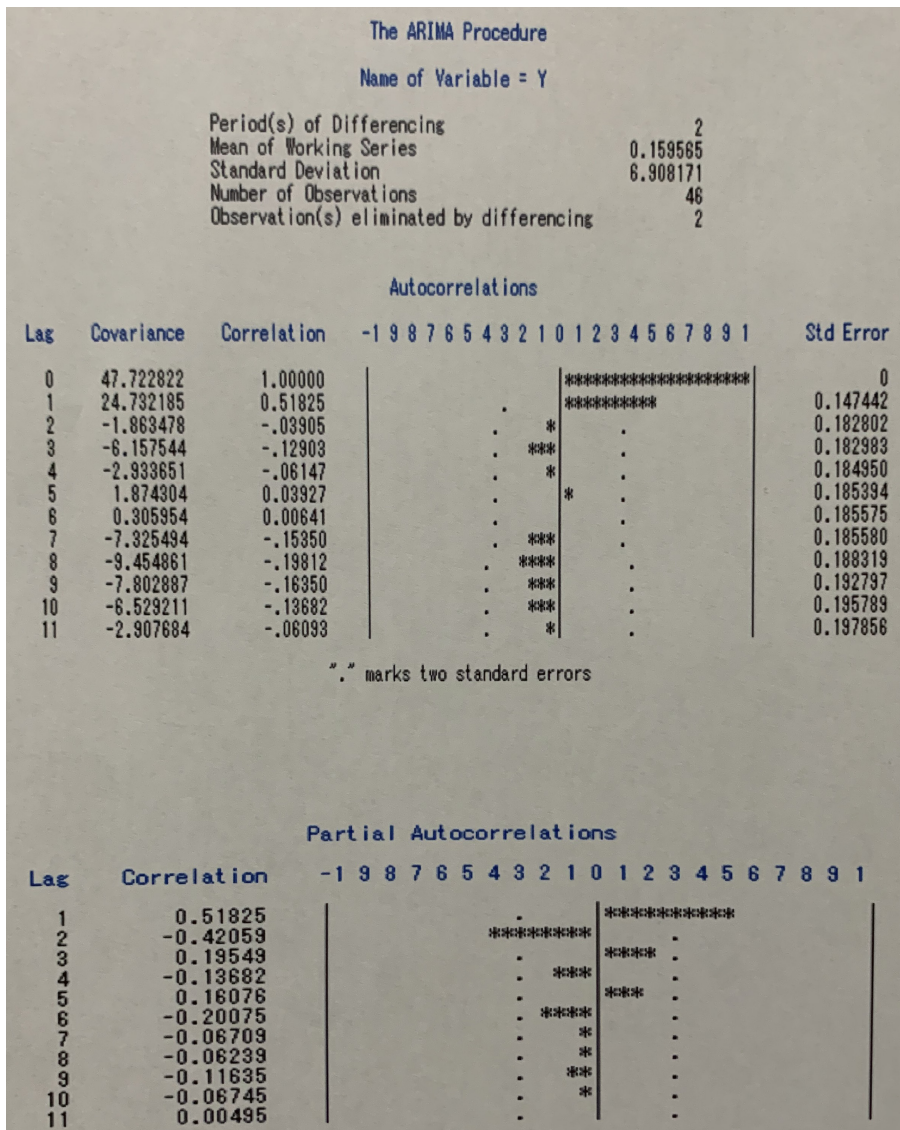 The ARIMA Procedure
Name of Variable = Y
Period(s) of Differencing 2
Mean of Working Series 0.159565
Standard Deviation 6.908171
Number of Observations 46
Observation(s) eliminated by differencing 2
Autocorrelations
Lag Covariance Correlation -1 9 8 7 6 5 4 3 2 1 0 1 2 3 4 5 6 7 8 9 1 Std Error
0 47.722822 1.00000 | |********************| 0
1 24.732185 0.51825 | . |********** | 0.147442
2 -1.863478 -.03905 | . *| . | 0.182802
3 -6.157544 -.12903 | . ***| . | 0.182983
4 -2.933651 -.06147 | . *| . | 0.184950
5 1.874304 0.03927 | . |* . | 0.185394
6 0.305954 0.00641 | . | . | 0.185575
7 -7.325494 -.15350 | . ***| . | 0.185580
8 -9.454861 -.19812 | . ****| . | 0.188319
9 -7.802887 -.16350 | . ***| . | 0.192797
10 -6.529211 -.13682 | . ***| . | 0.195789
11 -2.907684 -.06093 | . *| . | 0.197856
"." marks two standard errors
Partial Autocorrelations
Lag Correlation -1 9 8 7 6 5 4 3 2 1 0 1 2 3 4 5 6 7 8 9 1
1 0.51825 | . |********** |
2 -0.42059 | ********| . |
3 0.19549 | . |**** . |
4 -0.13682 | . ***| . |
5 0.16076 | . |*** . |
6 -0.20075 | . ****| . |
7 -0.06709 | . *| . |
8 -0.06239 | . *| . |
9 -0.11635 | . **| . |
10 -0.06745 | . *| . |
11 0.00495 | . | . |